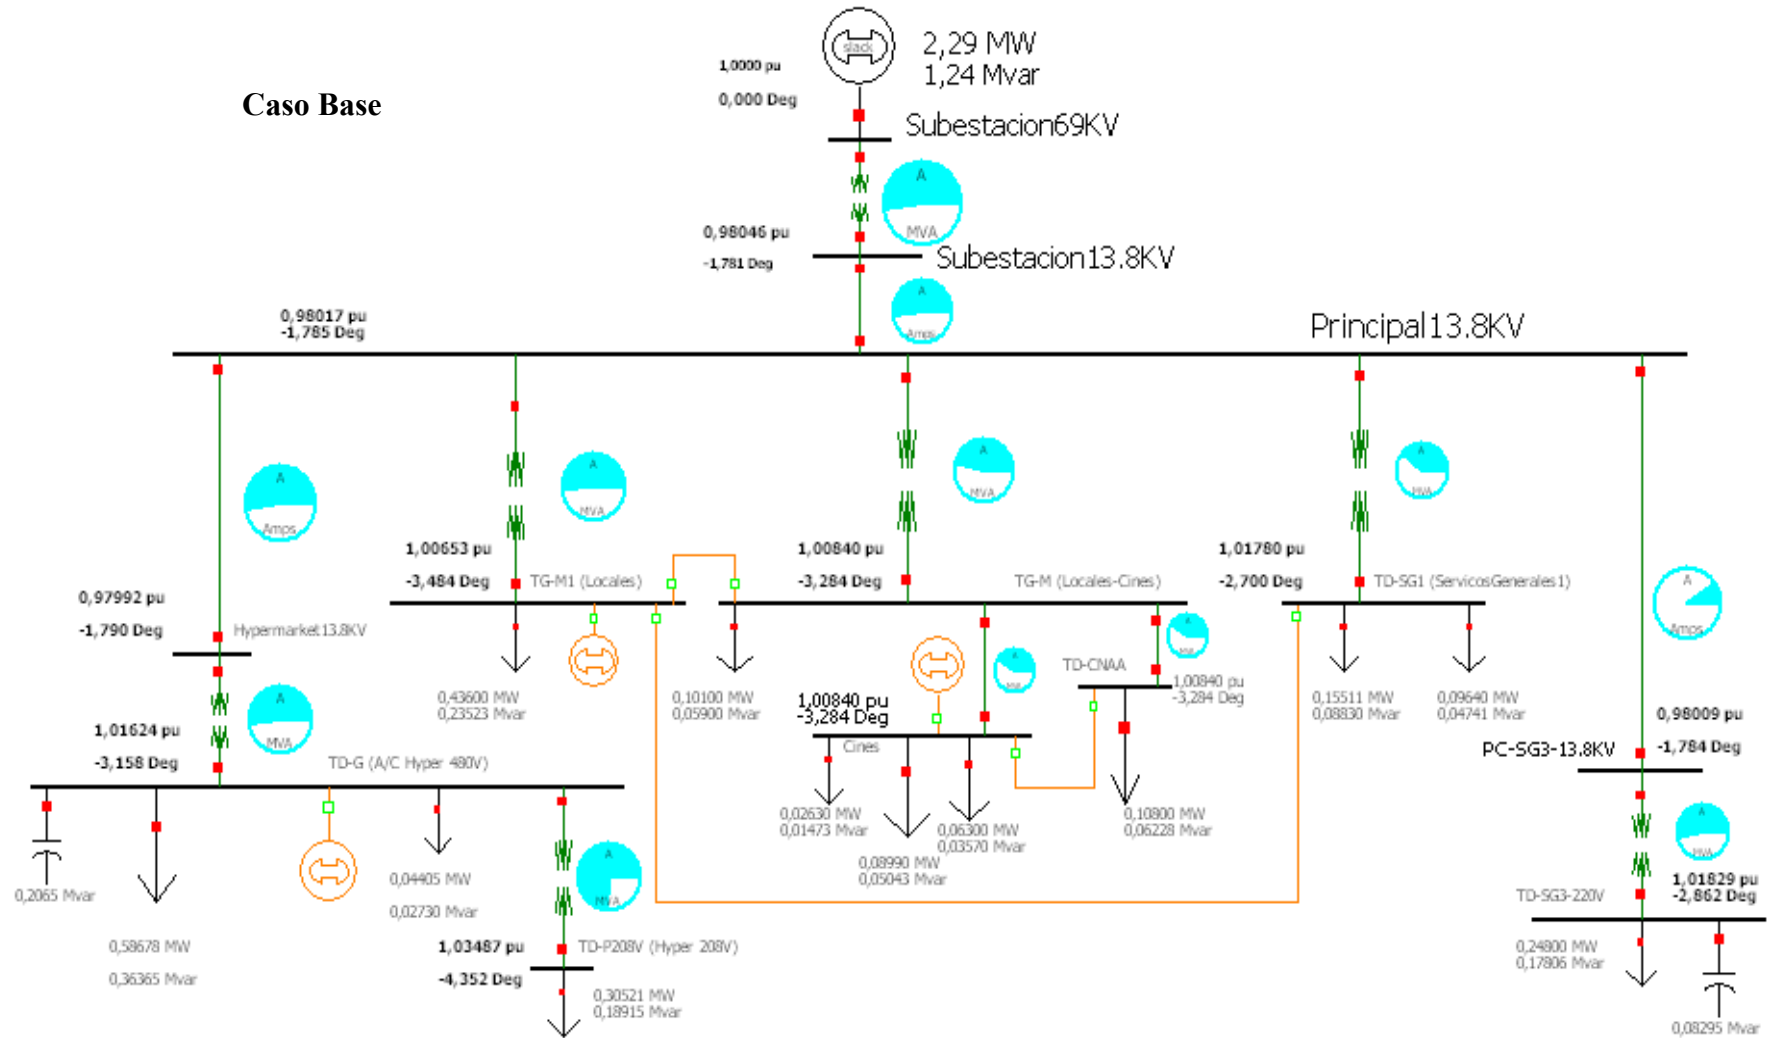 slack
2,29 MW
1,24 Mvar
1,0000 pu
0,000 Deg
Caso Base
Subestacion69KV
A
MVA
0,98046 pu
-1,781 Deg
Subestacion13.8KV
A
Amps
0,98017 pu
-1,785 Deg
Principal13.8KV
A
Amps
A
MVA
A
MVA
A
MVA
1,00653 pu
-3,484 Deg
TG-M1 (Locales)
1,00840 pu
-3,284 Deg
TG-M (Locales-Cines)
1,01780 pu
-2,700 Deg
TD-SG1 (ServicosGenerales1)
A
Amps
0,97992 pu
-1,790 Deg
Hypermarket13.8KV
0,43600 MW
0,23523 Mvar
0,10100 MW
0,05900 Mvar
A
A
TD-CNAA
1,00840 pu
-3,284 Deg
0,15511 MW
0,08830 Mvar
0,09640 MW
0,04741 Mvar
A
MVA
1,00840 pu
-3,284 Deg
Cines
0,98009 pu
-1,784 Deg
PC-SG3-13.8KV
1,01624 pu
-3,158 Deg
TD-G (A/C Hyper 480V)
0,02630 MW
0,01473 Mvar
0,08990 MW
0,05043 Mvar
0,06300 MW
0,03570 Mvar
0,10800 MW
0,06228 Mvar
A
MVA
0,2065 Mvar
0,58678 MW
0,36365 Mvar
0,04405 MW
0,02730 Mvar
A
MVA
TD-SG3-220V
1,01829 pu
-2,862 Deg
1,03487 pu
-4,352 Deg
TD-P208V (Hyper 208V)
0,30521 MW
0,18915 Mvar
0,24800 MW
0,17806 Mvar
0,08295 Mvar